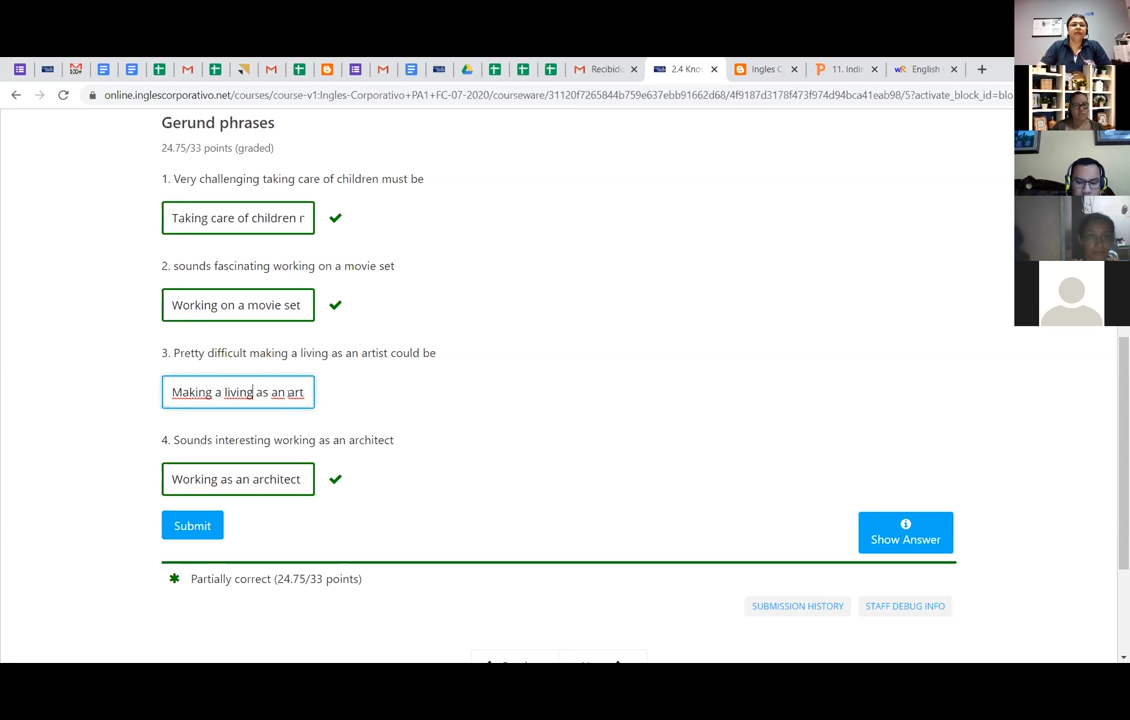 100+
Recibido
2.4 Kno
Ingles C
11. Indi
English
online.inglescorporativo.net/courses/course-v1:Ingles-Corporativo+PA1+FC-07-2020/courseware/31120f7265844b759e637ebb91662d68/4f9187d3178f473f974d94bca41eab98/5?activate_block_id=blo
Gerund phrases
24.75/33 points (graded)
1. Very challenging taking care of children must be
Taking care of children r
2. sounds fascinating working on a movie set
Working on a movie set
3. Pretty difficult making a living as an artist could be
Making a living as an art
4. Sounds interesting working as an architect
Working as an architect
Submit
Show Answer
Partially correct (24.75/33 points)
SUBMISSION HISTORY
STAFF DEBUG INFO